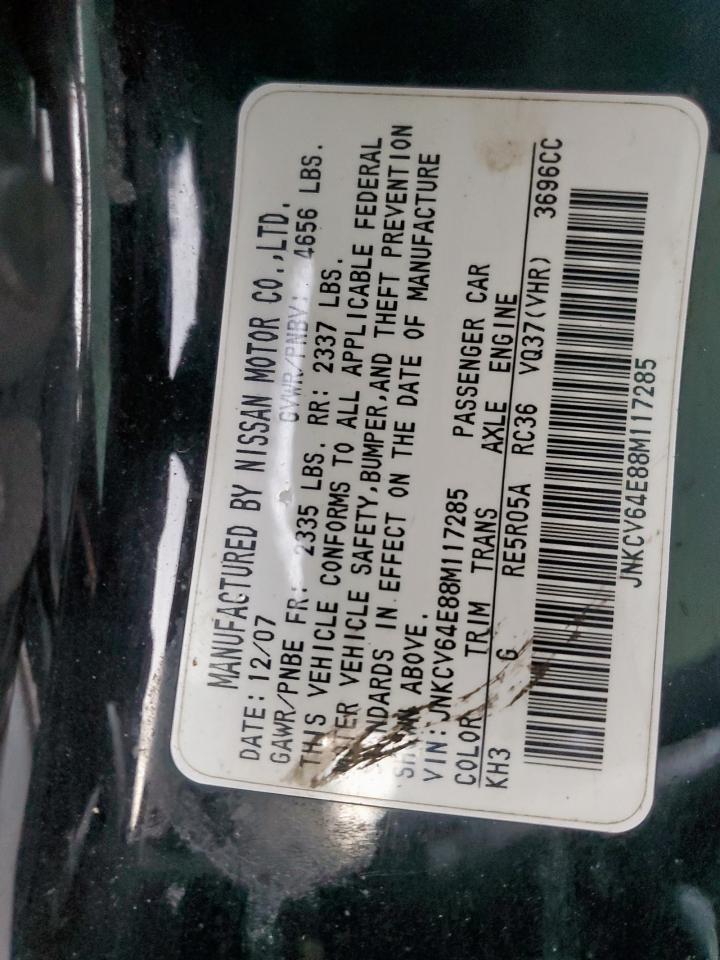 MANUFACTURED BY NISSAN MOTOR CO.,LTD.
DATE: 12/07 GVWR/PNBV: 4656 LBS.
GAWR/PNBE FR: 2335 LBS. RR: 2337 LBS.
THIS VEHICLE CONFORMS TO ALL APPLICABLE FEDERAL
VEHICLE SAFETY,BUMPER,AND THEFT PREVENTION
IN EFFECT ON THE DATE OF MANUFACTURE
ABOVE.
VIN: JNKCV64E88M117285 PASSENGER CAR
COLOR TRIM TRANS AXLE ENGINE
KH3 G RE5R05A RC36 VQ37(VHR) 3696CC
JNKCV64E88M117285